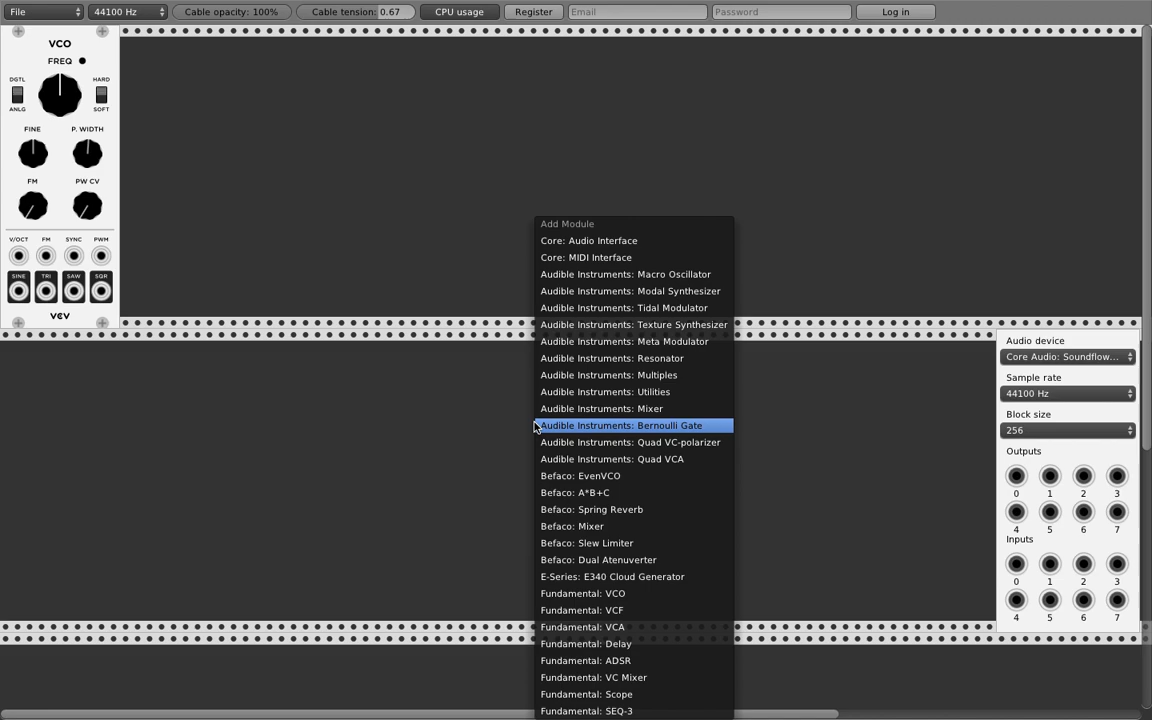 File
44100 Hz
Cable opacity: 100%
Cable tension: 0.67
CPU usage
Register
Email
Password
Log in
VCO
FREQ
DGTL
HARD
ANLG
SOFT
FINE
P. WIDTH
FM
PW CV
V/OCT
FM
SYNC
PWM
SINE
TRI
SAW
SQR
VCV
Add Module
Core: Audio Interface
Core: MIDI Interface
Audible Instruments: Macro Oscillator
Audible Instruments: Modal Synthesizer
Audible Instruments: Tidal Modulator
Audible Instruments: Texture Synthesizer
Audible Instruments: Meta Modulator
Audible Instruments: Resonator
Audible Instruments: Multiples
Audible Instruments: Utilities
Audible Instruments: Mixer
Audible Instruments: Bernoulli Gate
Audible Instruments: Quad VC-polarizer
Audible Instruments: Quad VCA
Befaco: EvenVCO
Befaco: A*B+C
Befaco: Spring Reverb
Befaco: Mixer
Befaco: Slew Limiter
Befaco: Dual Atenuverter
E-Series: E340 Cloud Generator
Fundamental: VCO
Fundamental: VCF
Fundamental: VCA
Fundamental: Delay
Fundamental: ADSR
Fundamental: VC Mixer
Fundamental: Scope
Fundamental: SEQ-3
Audio device
Core Audio: Soundflow...
Sample rate
44100 Hz
Block size
256
Outputs
0 1 2 3
4 5 6 7
Inputs
0 1 2 3
4 5 6 7